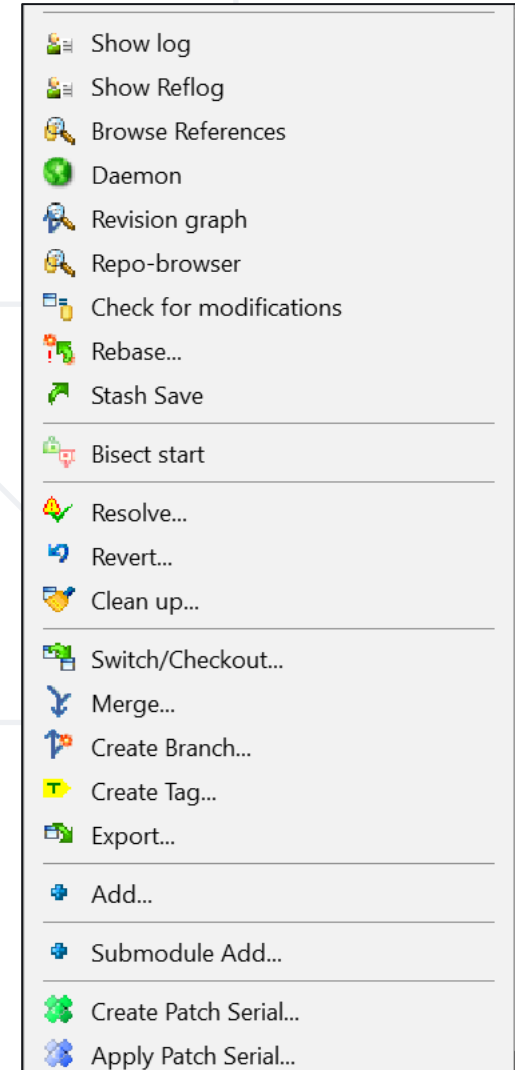 Show log
Show Reflog
Browse References
Daemon
Revision graph
Repo-browser
Check for modifications
Rebase...
Stash Save
Bisect start
Resolve...
Revert...
Clean up...
Switch/Checkout...
Merge...
Create Branch...
Create Tag...
Export...
Add...
Submodule Add...
Create Patch Serial...
Apply Patch Serial...